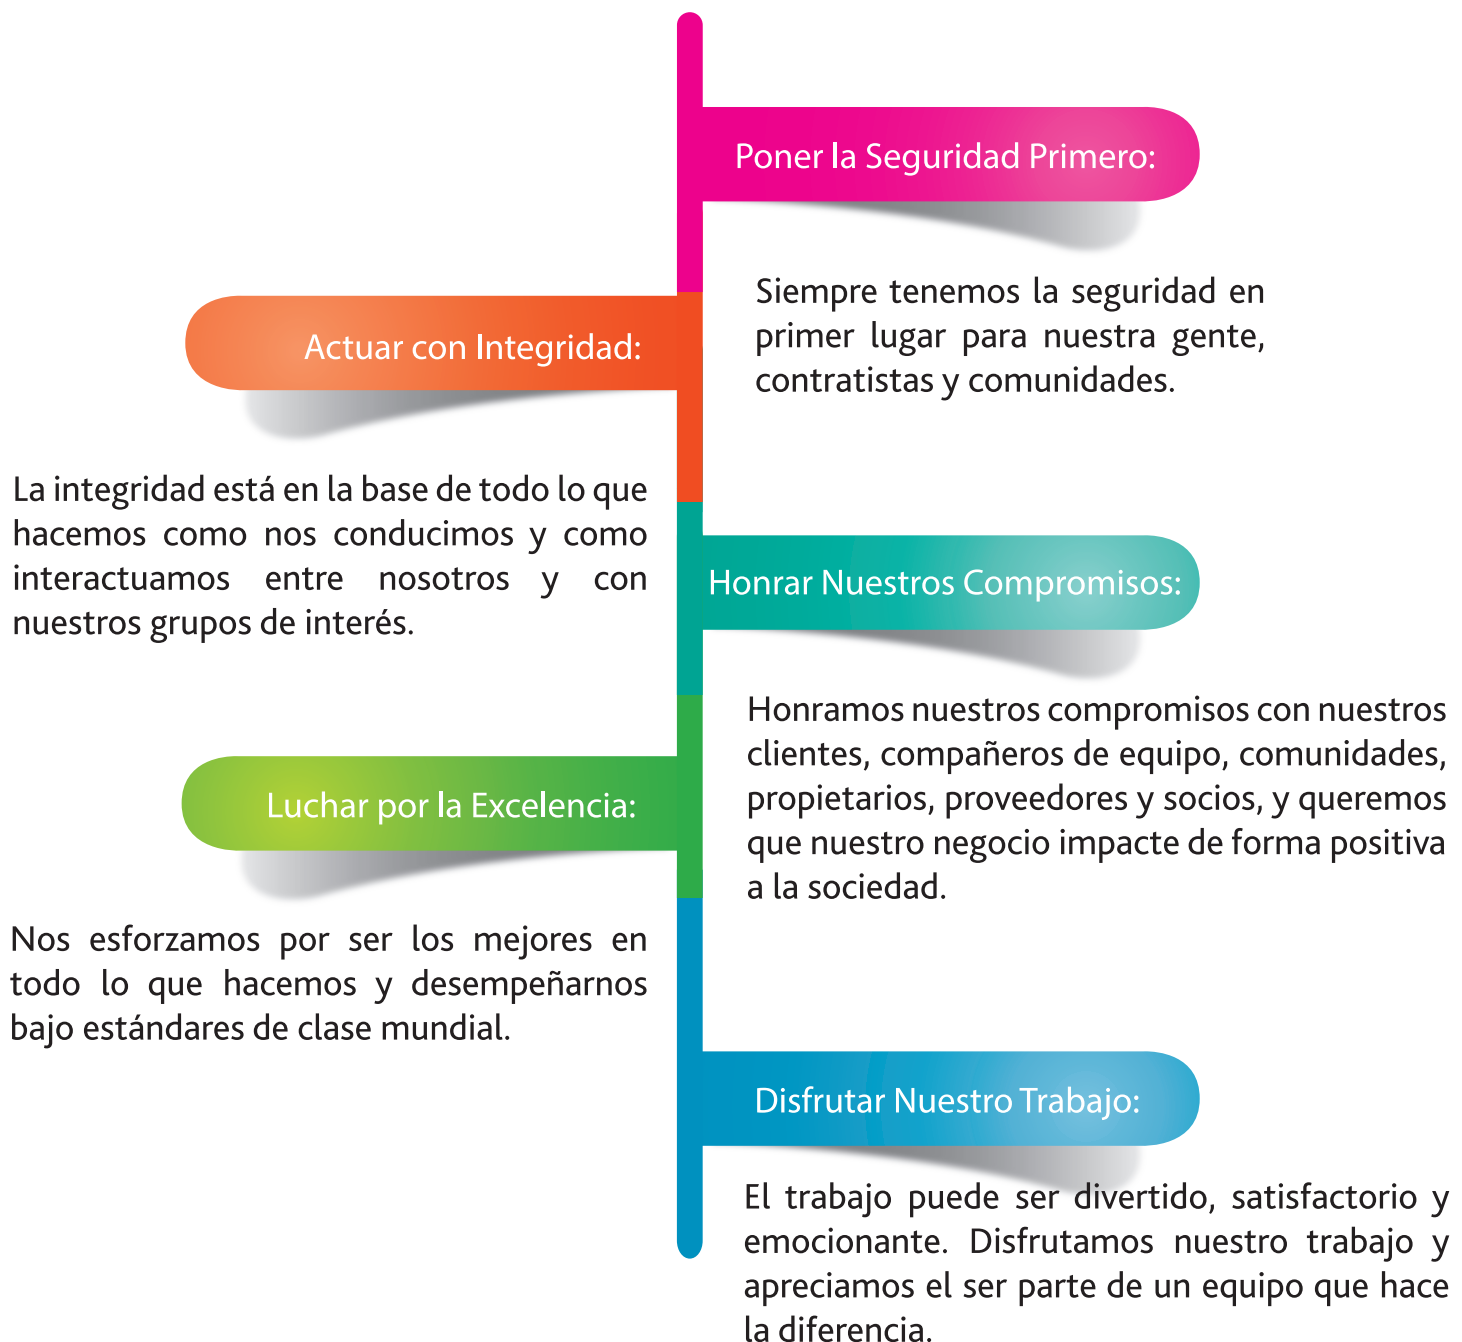 Poner la Seguridad Primero:
Siempre tenemos la seguridad en
primer lugar para nuestra gente,
contratistas y comunidades.
Actuar con Integridad:
La integridad está en la base de todo lo que
hacemos como nos conducimos y como
interactuamos entre nosotros y con
nuestros grupos de interés.
Honrar Nuestros Compromisos:
Honramos nuestros compromisos con nuestros
clientes, compañeros de equipo, comunidades,
propietarios, proveedores y socios, y queremos
que nuestro negocio impacte de forma positiva
a la sociedad.
Luchar por la Excelencia:
Nos esforzamos por ser los mejores en
todo lo que hacemos y desempeñarnos
bajo estándares de clase mundial.
Disfrutar Nuestro Trabajo:
El trabajo puede ser divertido, satisfactorio y
emocionante. Disfrutamos nuestro trabajo y
apreciamos el ser parte de un equipo que hace
la diferencia.